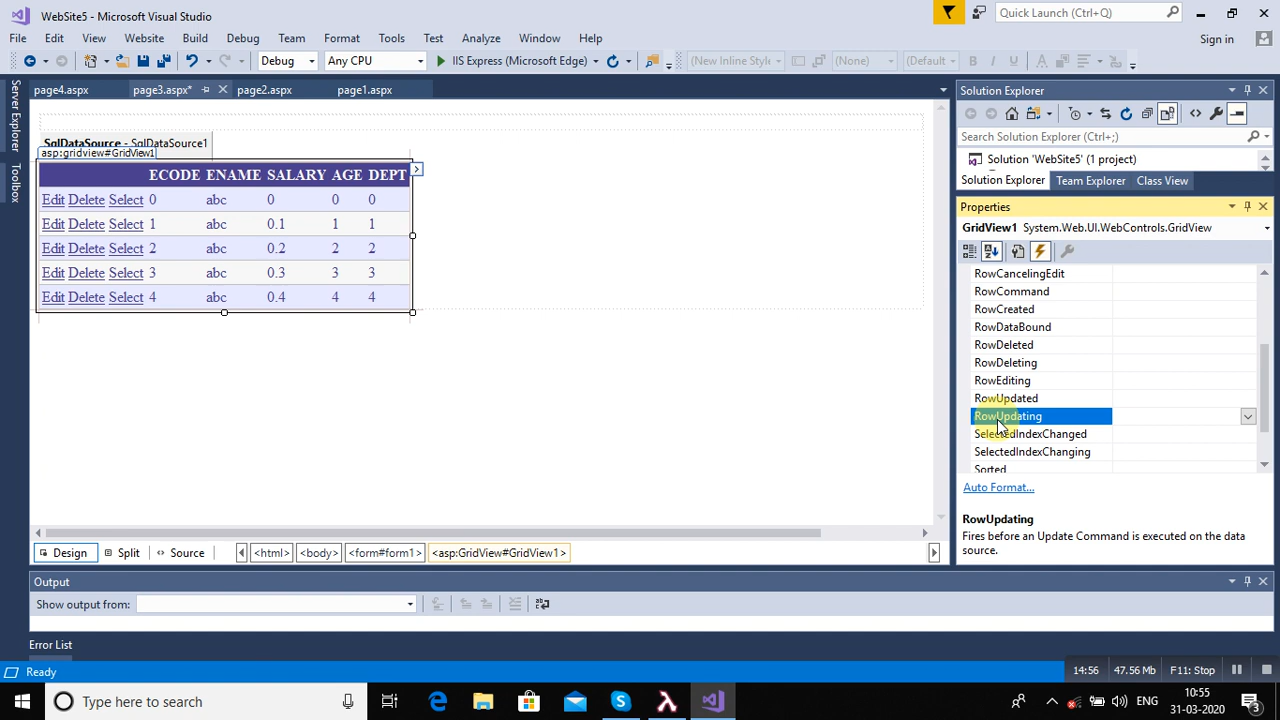 WebSite5 - Microsoft Visual Studio
Quick Launch (Ctrl+Q)
File Edit View Website Build Debug Team Format Tools Test Analyze Window Help
Sign in
Debug Any CPU IIS Express (Microsoft Edge) (New Inline Style) (None) (Default) B I U A
Server Explorer
Toolbox
page4.aspx page3.aspx* page2.aspx page1.aspx
SqlDataSource - SqlDataSource1
asp:gridview#GridView1
ECODE ENAME SALARY AGE DEPT
Edit Delete Select 0 abc 0 0 0
Edit Delete Select 1 abc 0.1 1 1
Edit Delete Select 2 abc 0.2 2 2
Edit Delete Select 3 abc 0.3 3 3
Edit Delete Select 4 abc 0.4 4 4
Design Split Source <html> <body> <form#form1> <asp:GridView#GridView1>
Solution Explorer
Search Solution Explorer (Ctrl+;)
Solution 'WebSite5' (1 project)
Solution Explorer Team Explorer Class View
Properties
GridView1 System.Web.UI.WebControls.GridView
RowCancelingEdit
RowCommand
RowCreated
RowDataBound
RowDeleted
RowDeleting
RowEditing
RowUpdated
RowUpdating
SelectedIndexChanged
SelectedIndexChanging
Sorted
Auto Format...
RowUpdating
Fires before an Update Command is executed on the data
source.
Output
Show output from:
Error List
Ready
14:56 47.56 Mb F11: Stop
Type here to search
ENG
10:55
31-03-2020
3